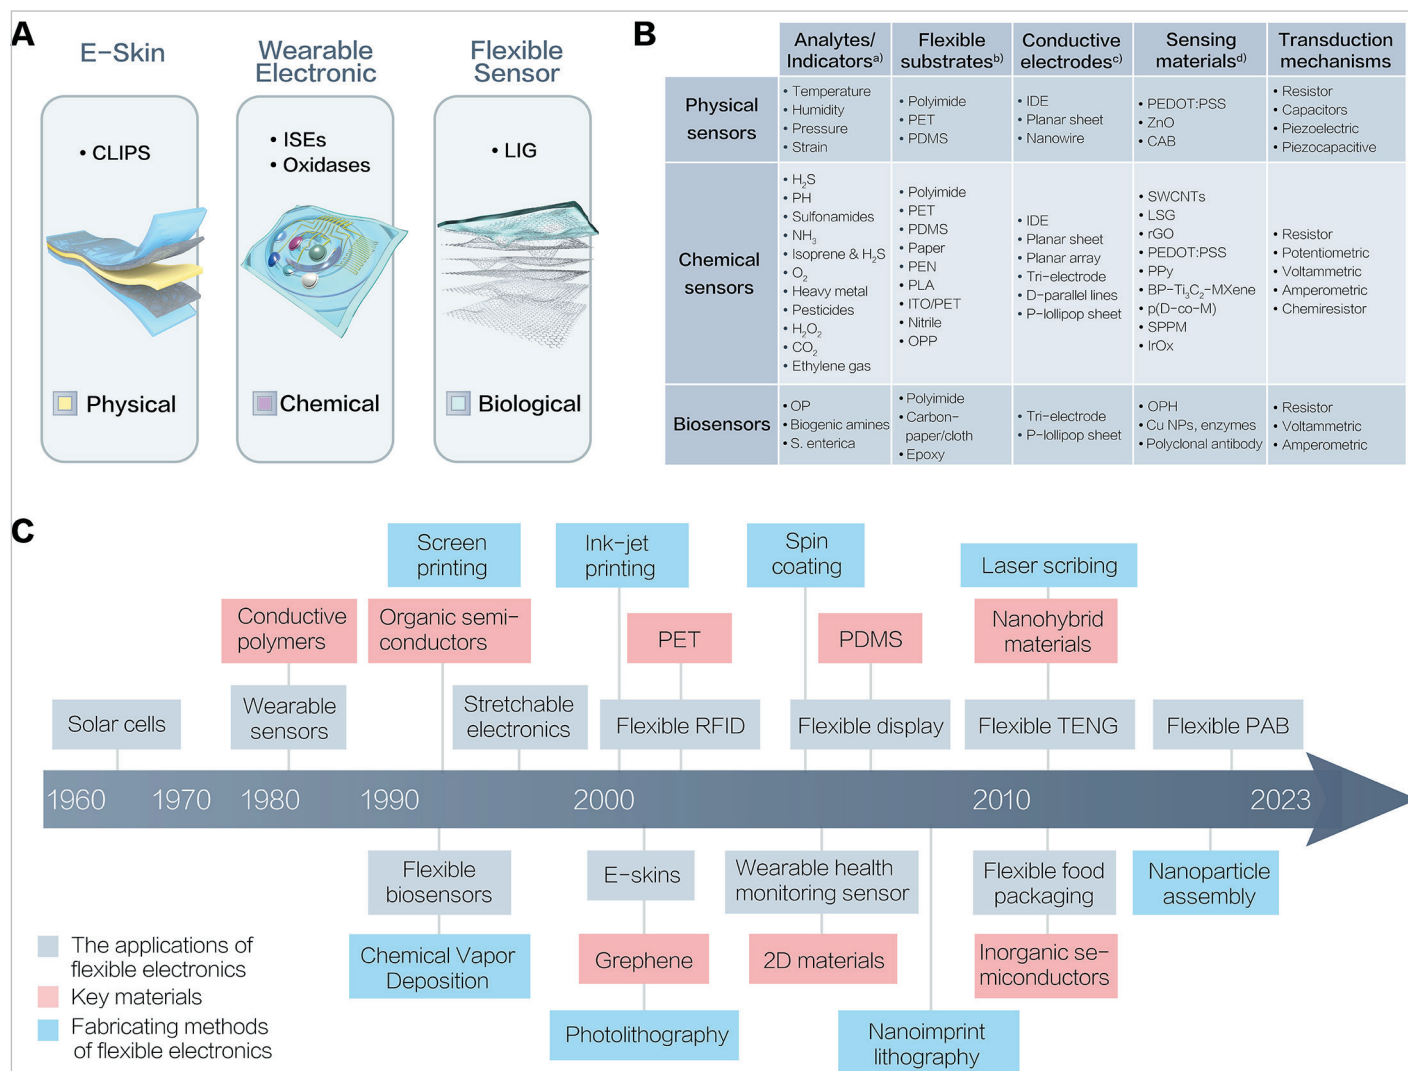 A
E-Skin
Wearable
Electronic
Flexible
Sensor
• CLIPS
• ISEs
• Oxidases
• LIG
Physical
Chemical
Biological
B
Analytes/
Indicators a)
Flexible
substrates b)
Conductive
electrodes c)
Sensing
materials d)
Transduction
mechanisms
Physical
sensors
• Temperature
• Humidity
• Pressure
• Strain
• Polyimide
• PET
• PDMS
• IDE
• Planar sheet
• Nanowire
• PEDOT:PSS
• ZnO
• CAB
• Resistor
• Capacitors
• Piezoelectric
• Piezocapacitive
Chemical
sensors
• H₂S
• PH
• Sulfonamides
• NH₃
• Isoprene & H₂S
• O₂
• Heavy metal
• Pesticides
• H₂O₂
• CO₂
• Ethylene gas
• Polyimide
• PET
• PDMS
• Paper
• PEN
• PLA
• ITO/PET
• Nitrile
• OPP
• IDE
• Planar sheet
• Planar array
• Tri-electrode
• D-parallel lines
• P-lollipop sheet
• SWCNTs
• LSG
• rGO
• PEDOT:PSS
• PPy
• BP-Ti₃C₂-MXene
• p(D-co-M)
• SPPM
• IrOx
• Resistor
• Potentiometric
• Voltammetric
• Amperometric
• Chemiresistor
Biosensors
• OP
• Biogenic amines
• S. enterica
• Polyimide
• Carbon-
paper/cloth
• Epoxy
• Tri-electrode
• P-lollipop sheet
• OPH
• Cu NPs, enzymes
• Polyclonal antibody
• Resistor
• Voltammetric
• Amperometric
C
Screen
printing
Ink-jet
printing
Spin
coating
Laser scribing
Conductive
polymers
Organic semi-
conductors
PET
PDMS
Nanohybrid
materials
Solar cells
Wearable
sensors
Stretchable
electronics
Flexible RFID
Flexible display
Flexible TENG
Flexible PAB
1960
1970
1980
1990
2000
2010
2023
Flexible
biosensors
E-skins
Wearable health
monitoring sensor
Flexible food
packaging
Nanoparticle
assembly
Chemical Vapor
Deposition
Grephene
2D materials
Inorganic se-
miconductors
Photolithography
Nanoimprint
lithography
The applications of
flexible electronics
Key materials
Fabricating methods
of flexible electronics